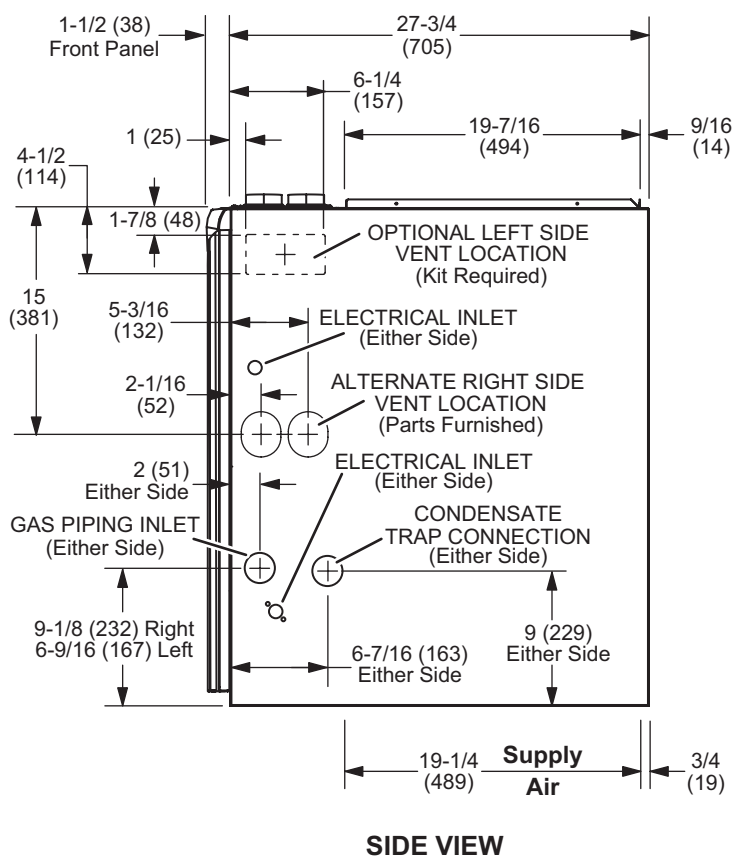 1-1/2 (38)
Front Panel
27-3/4
(705)
6-1/4
(157)
1 (25)
19-7/16
(494)
9/16
(14)
4-1/2
(114)
1-7/8 (48)
OPTIONAL LEFT SIDE
VENT LOCATION
(Kit Required)
15
(381)
5-3/16
(132)
ELECTRICAL INLET
(Either Side)
2-1/16
(52)
ALTERNATE RIGHT SIDE
VENT LOCATION
(Parts Furnished)
2 (51)
Either Side
ELECTRICAL INLET
(Either Side)
GAS PIPING INLET
(Either Side)
CONDENSATE
TRAP CONNECTION
(Either Side)
9-1/8 (232) Right
6-9/16 (167) Left
6-7/16 (163)
Either Side
9 (229)
Either Side
19-1/4
(489)
Supply
Air
3/4
(19)
SIDE VIEW